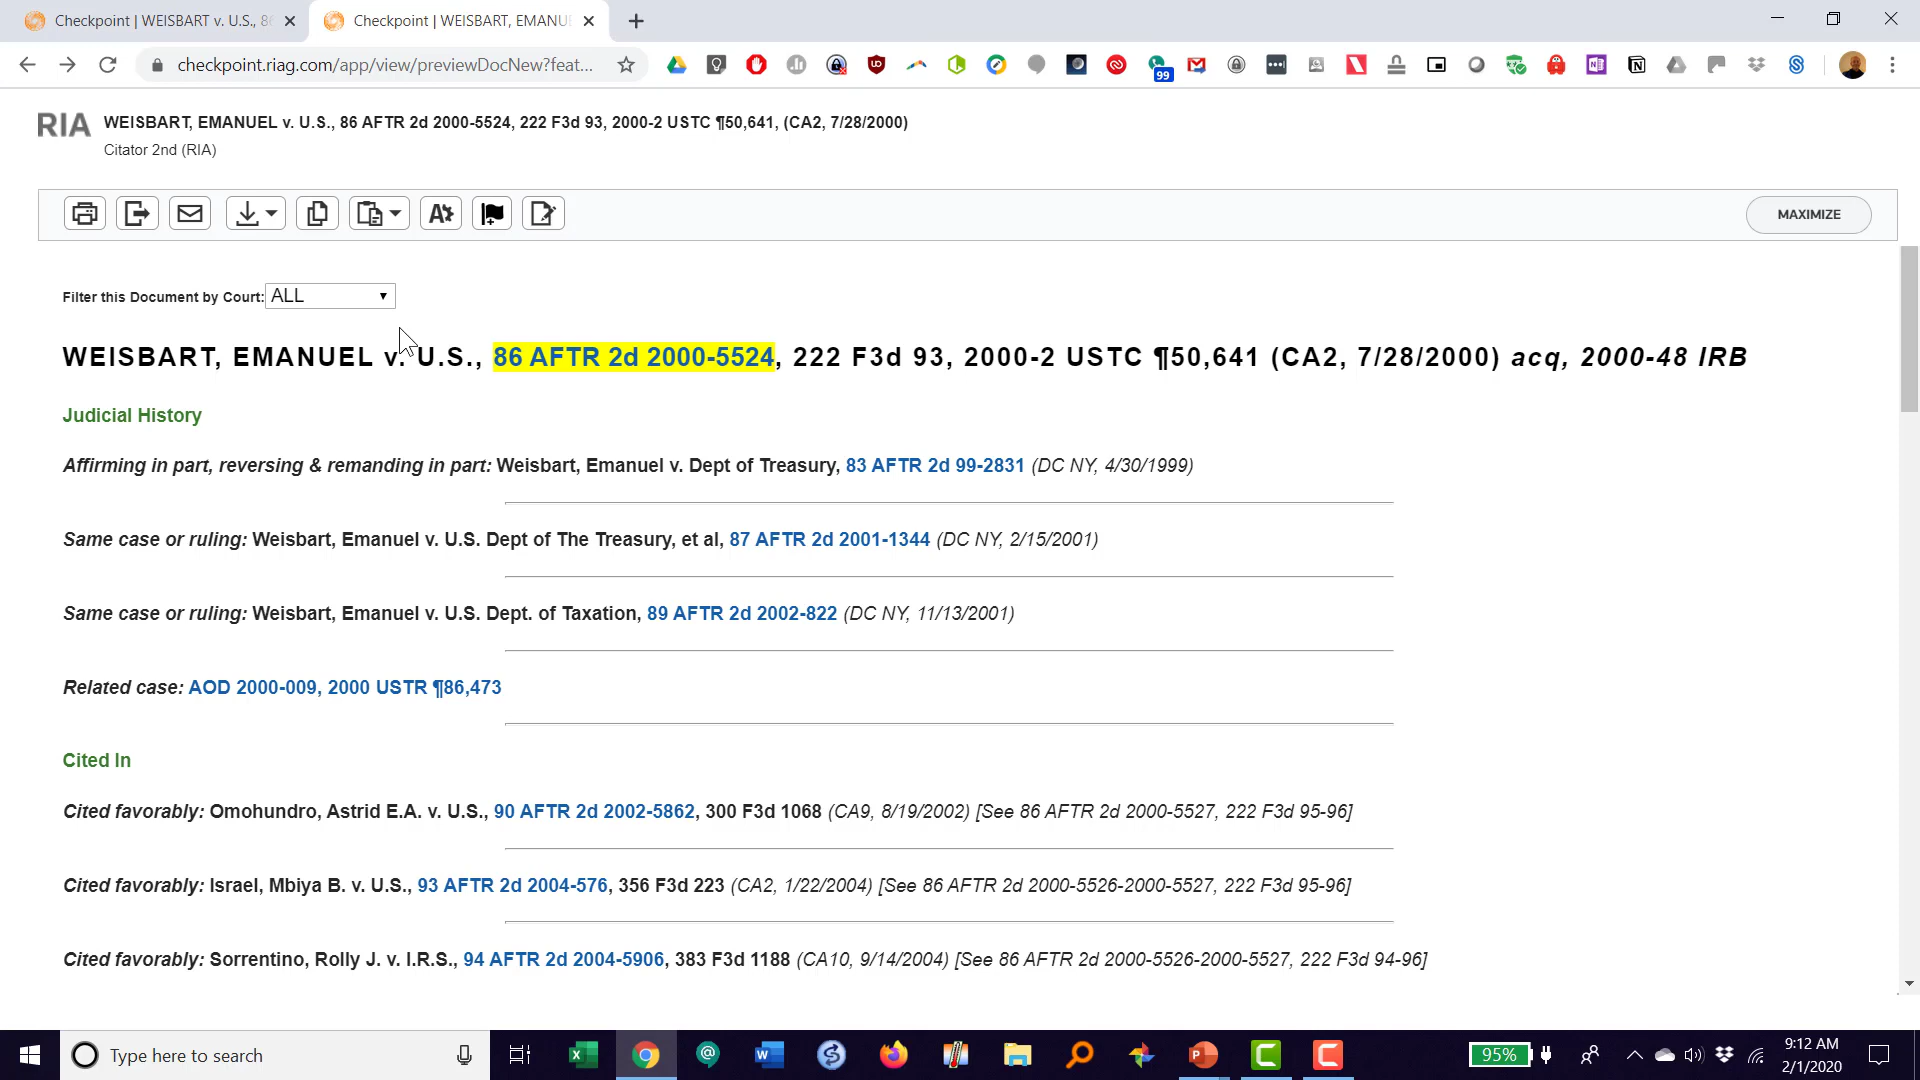 Checkpoint | WEISBART v. U.S., 86
Checkpoint | WEISBART, EMANU
checkpoint.riag.com/app/view/previewDocNew?feat...
99
RIA WEISBART, EMANUEL v. U.S., 86 AFTR 2d 2000-5524, 222 F3d 93, 2000-2 USTC ¶50,641, (CA2, 7/28/2000)
Citator 2nd (RIA)
MAXIMIZE
Filter this Document by Court: ALL
WEISBART, EMANUEL v. U.S., 86 AFTR 2d 2000-5524, 222 F3d 93, 2000-2 USTC ¶50,641 (CA2, 7/28/2000) acq, 2000-48 IRB
Judicial History
Affirming in part, reversing & remanding in part: Weisbart, Emanuel v. Dept of Treasury, 83 AFTR 2d 99-2831 (DC NY, 4/30/1999)
Same case or ruling: Weisbart, Emanuel v. U.S. Dept of The Treasury, et al, 87 AFTR 2d 2001-1344 (DC NY, 2/15/2001)
Same case or ruling: Weisbart, Emanuel v. U.S. Dept. of Taxation, 89 AFTR 2d 2002-822 (DC NY, 11/13/2001)
Related case: AOD 2000-009, 2000 USTR ¶86,473
Cited In
Cited favorably: Omohundro, Astrid E.A. v. U.S., 90 AFTR 2d 2002-5862, 300 F3d 1068 (CA9, 8/19/2002) [See 86 AFTR 2d 2000-5527, 222 F3d 95-96]
Cited favorably: Israel, Mbiya B. v. U.S., 93 AFTR 2d 2004-576, 356 F3d 223 (CA2, 1/22/2004) [See 86 AFTR 2d 2000-5526-2000-5527, 222 F3d 95-96]
Cited favorably: Sorrentino, Rolly J. v. I.R.S., 94 AFTR 2d 2004-5906, 383 F3d 1188 (CA10, 9/14/2004) [See 86 AFTR 2d 2000-5526-2000-5527, 222 F3d 94-96]
Type here to search
95%
9:12 AM
2/1/2020